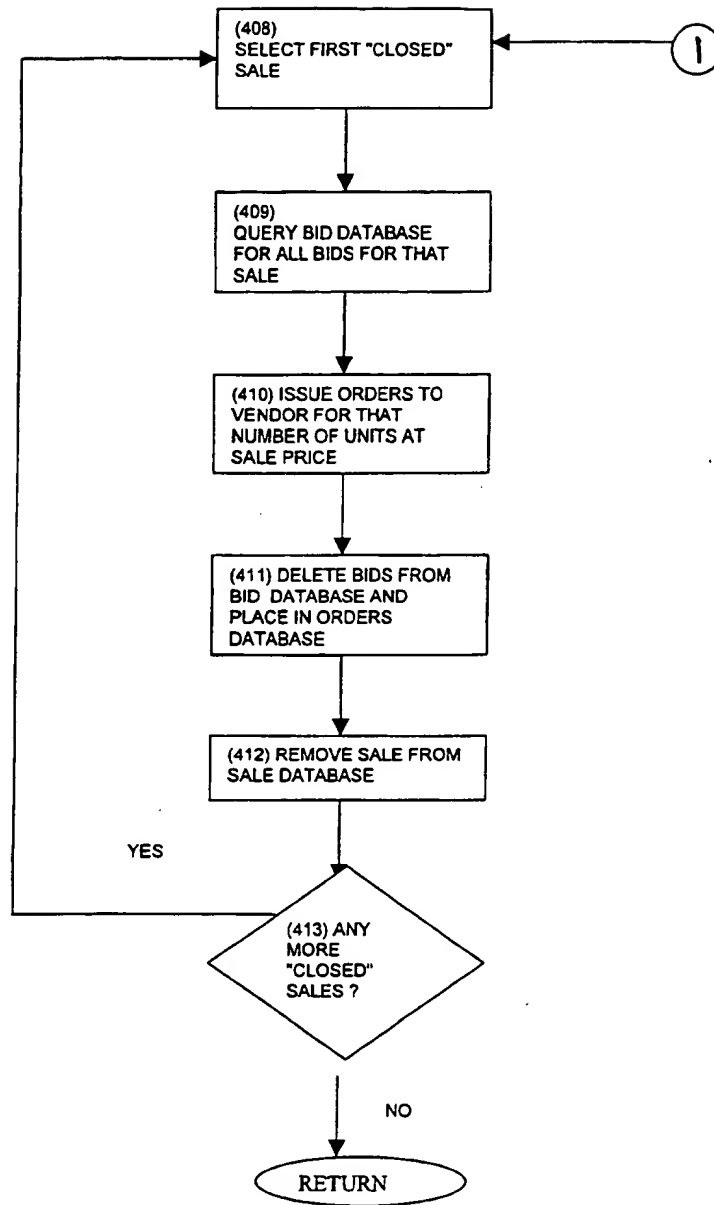 (408)
SELECT FIRST "CLOSED"
SALE
1
(409)
QUERY BID DATABASE
FOR ALL BIDS FOR THAT
SALE
(410) ISSUE ORDERS TO
VENDOR FOR THAT
NUMBER OF UNITS AT
SALE PRICE
(411) DELETE BIDS FROM
BID DATABASE AND
PLACE IN ORDERS
DATABASE
(412) REMOVE SALE FROM
SALE DATABASE
YES
(413) ANY
MORE
"CLOSED"
SALES ?
NO
RETURN